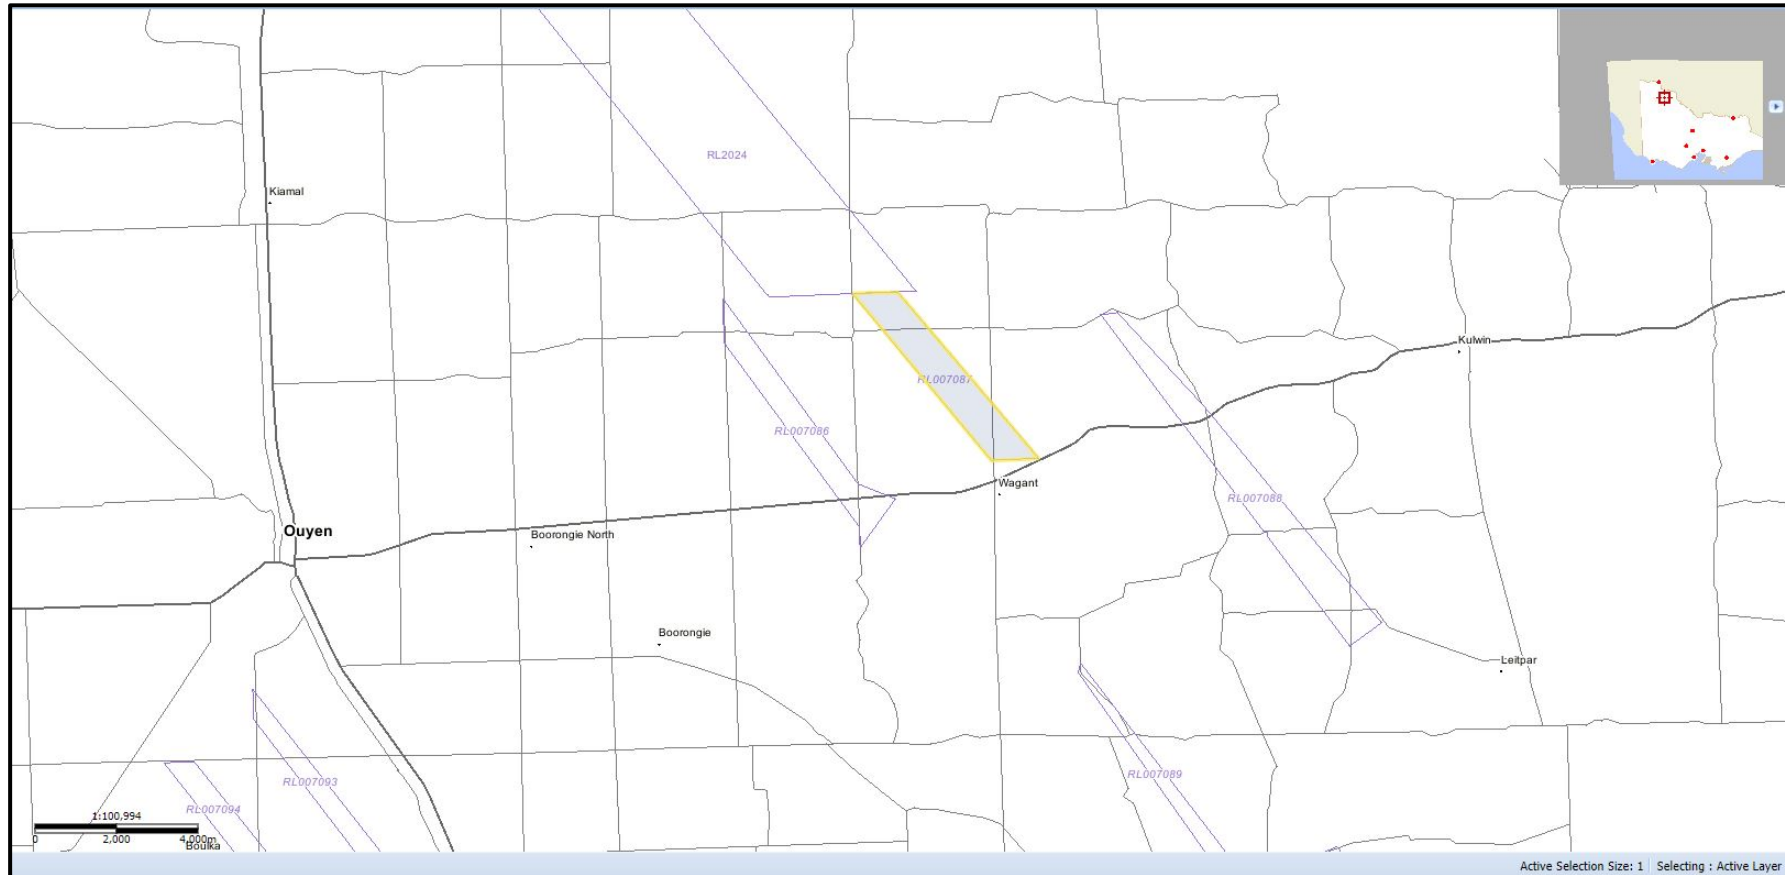 RL2024
Kiamal
Kulwin
RL007087
RL007086
Wagant
RL007088
Ouyen
Boorongie North
Boorongie
Leitpar
RL007089
RL007093
RL007094
1:100,994
0 2,000 4,000m
Boulka
Active Selection Size: 1 Selecting : Active Layer